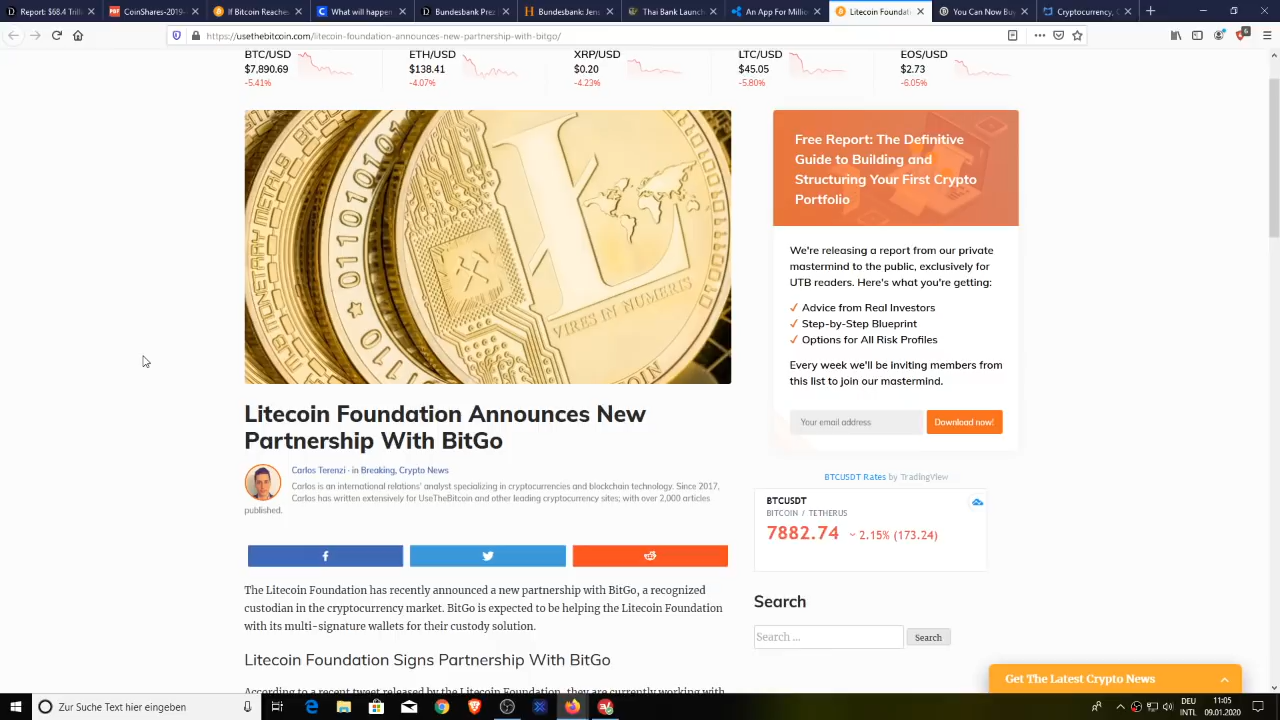 Report: $68.4 Trillio
CoinShares-2019-
If Bitcoin Reaches
What will happen
Bundesbank Prez
Bundesbank: Jens
Thai Bank Launch
An App For Million
Litecoin Foundati
You Can Now Buy
Cryptocurrency, C
https://usethebitcoin.com/litecoin-foundation-announces-new-partnership-with-bitgo/
6
BTC/USD ETH/USD XRP/USD LTC/USD EOS/USD
$7,890.69 $138.41 $0.20 $45.05 $2.73
-5.41% -4.07% -4.23% -5.80% -6.05%
VIRES IN NUMERIS
Litecoin Foundation Announces New
Partnership With BitGo
Carlos Terenzi · in Breaking, Crypto News
Carlos is an international relations' analyst specializing in cryptocurrencies and blockchain technology. Since 2017,
Carlos has written extensively for UseTheBitcoin and other leading cryptocurrency sites; with over 2,000 articles
published.
The Litecoin Foundation has recently announced a new partnership with BitGo, a recognized
custodian in the cryptocurrency market. BitGo is expected to be helping the Litecoin Foundation
with its multi-signature wallets for their custody solution.
Litecoin Foundation Signs Partnership With BitGo
According to a recent tweet released by the Litecoin Foundation, they are currently working with
Free Report: The Definitive
Guide to Building and
Structuring Your First Crypto
Portfolio
We're releasing a report from our private
mastermind to the public, exclusively for
UTB readers. Here's what you're getting:
✓ Advice from Real Investors
✓ Step-by-Step Blueprint
✓ Options for All Risk Profiles
Every week we'll be inviting members from
this list to join our mastermind.
Your email address Download now!
BTCUSDT Rates by TradingView
BTCUSDT
BITCOIN / TETHERUS
7882.74 2.15% (173.24)
Search
Search ... Search
Get The Latest Crypto News
Zur Suche Text hier eingeben
DEU
INTL
11:05
09.01.2020